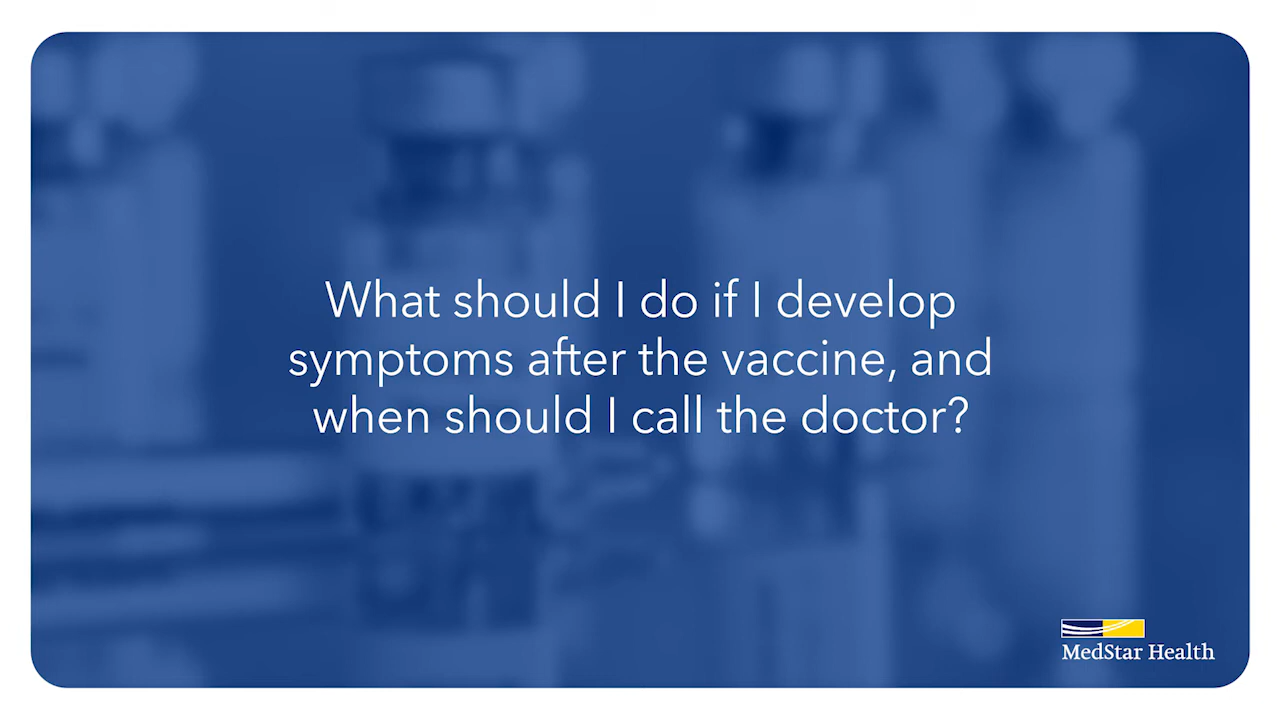 What should I do if I develop
symptoms after the vaccine, and
when should I call the doctor?
MedStar Health